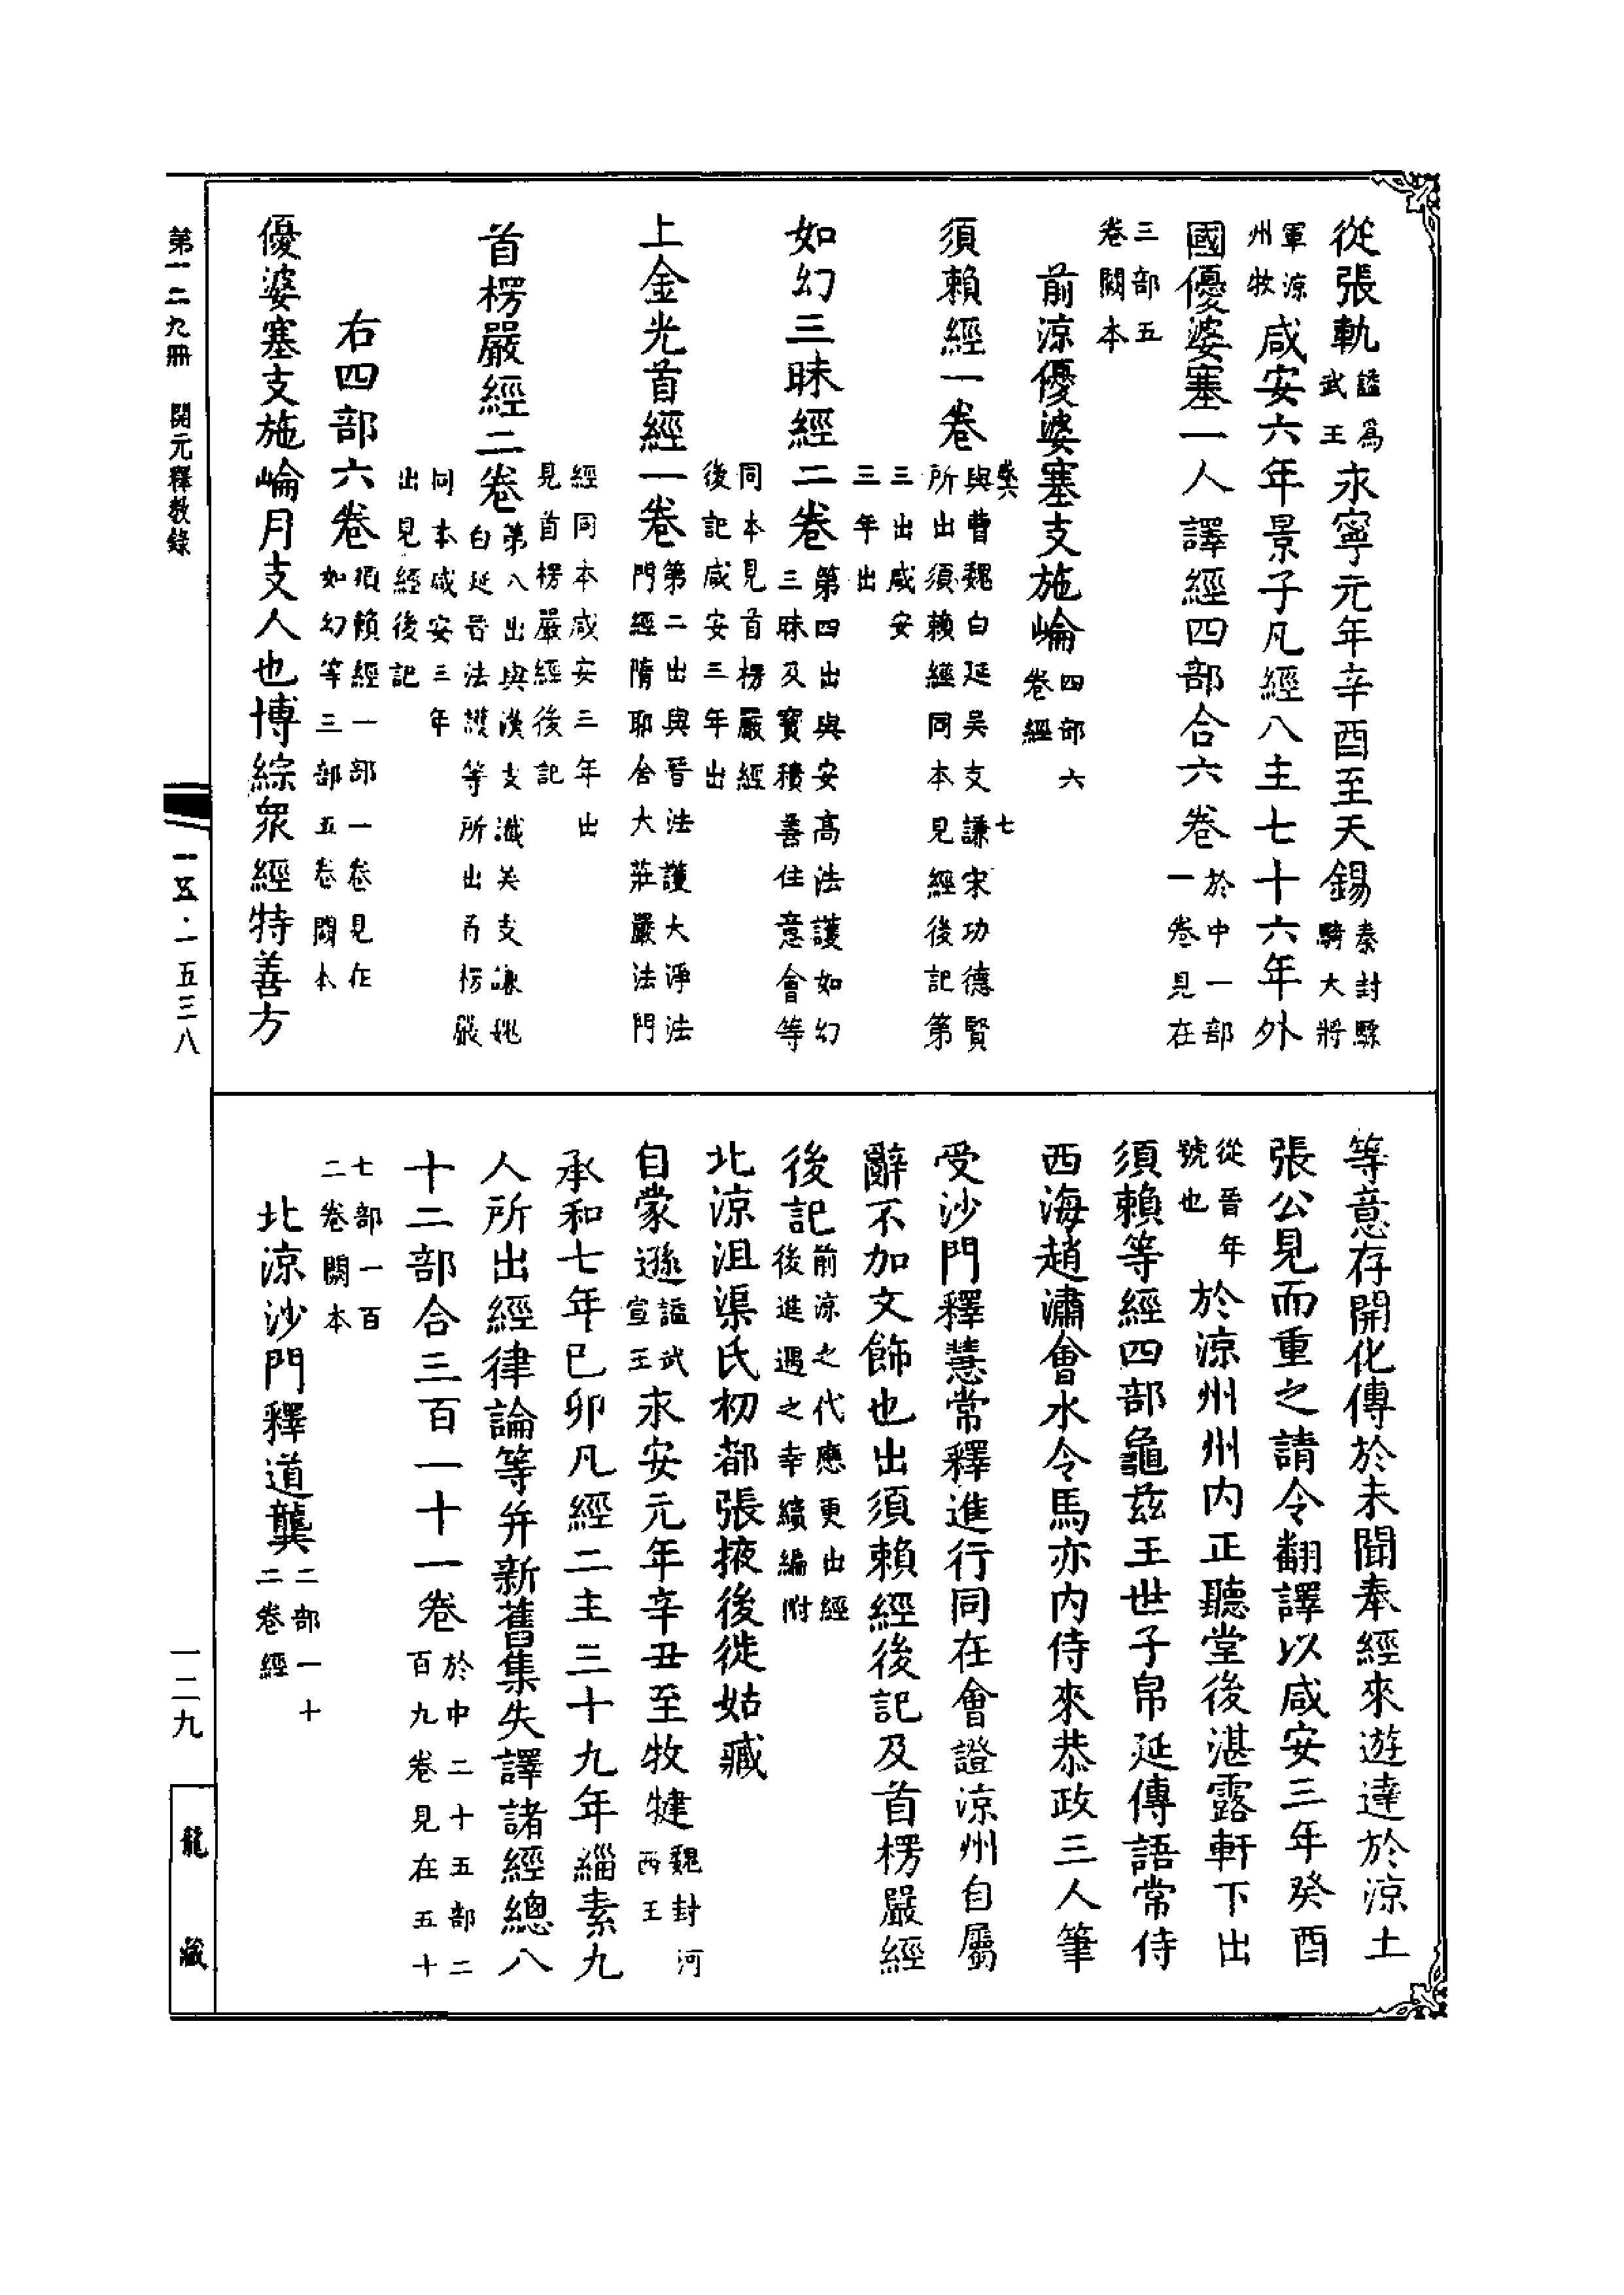 從張軌謚爲武王永寧元年辛酉至天錫秦封驃騎大將
軍涼州牧咸安六年景子凡經八主七十六年外
國優婆塞一人譯經四部合六卷於中一部一卷見在
三部五卷闕本
前涼優婆塞支施崙四部六卷經
七
須賴經一卷與曹魏白延吳支謙宋功德賢所出須賴經同本見經後記第
三出咸安三年出
如幻三昧經二卷第四出與安高法護如幻三昧及寶積善住意會等
同本見首楞嚴經後記咸安三年出
上金光首經一卷第二出與晉法護大淨法門經隋耶舍大莊嚴法門
經同本咸安三年出見首楞嚴經後記
首楞嚴經二卷第八出與漢支讖吳支謙魏白延晉法護等所出方楞嚴
同本咸安三年出見經後記
右四部六卷須賴經一部一卷見在如幻等三部五卷闕本
優婆塞支施崙月支人也博綜衆經特善方
等意存開化傳於未聞奉經來遊達於涼土
張公見而重之請令翻譯以咸安三年癸酉
從晉年號也於涼州州內正聽堂後湛露軒下出
須賴等經四部龜茲王世子帛延傳語常侍
西海趙瀟會水令馬亦內侍來恭政三人筆
受沙門釋慧常釋進行同在會證涼州自屬
辭不加文飾也出須賴經後記及首楞嚴經
後記前涼之代應更出經後進遇之幸續編附
北涼沮渠氏初都張掖後徙姑臧
自蒙遜謚武宣王永安元年辛丑至牧犍魏封河西王
承和七年己卯凡經二主三十九年緇素九
人所出經律論等并新舊集失譯諸經總八
十二部合三百一十一卷於中二十五部二百九卷見在五十
七部一百二卷闕本
北涼沙門釋道龔二部一十二卷經
第一二九冊　開元釋教錄
一五·一五三八
一二九
龍藏